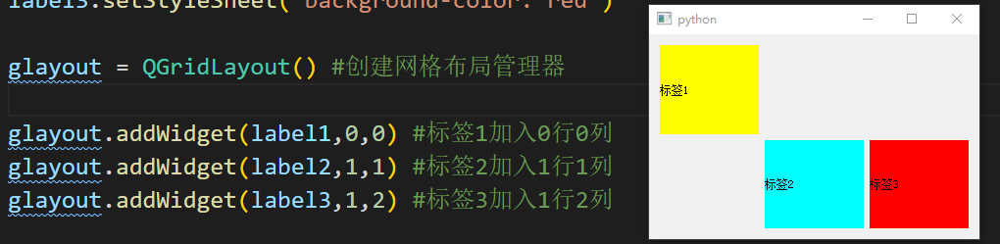 label3.setStyleSheet("background-color: red")
glayout = QGridLayout() #创建网格布局管理器
glayout.addWidget(label1,0,0) #标签1加入0行0列
glayout.addWidget(label2,1,1) #标签2加入1行1列
glayout.addWidget(label3,1,2) #标签3加入1行2列
python
标签1
标签2
标签3